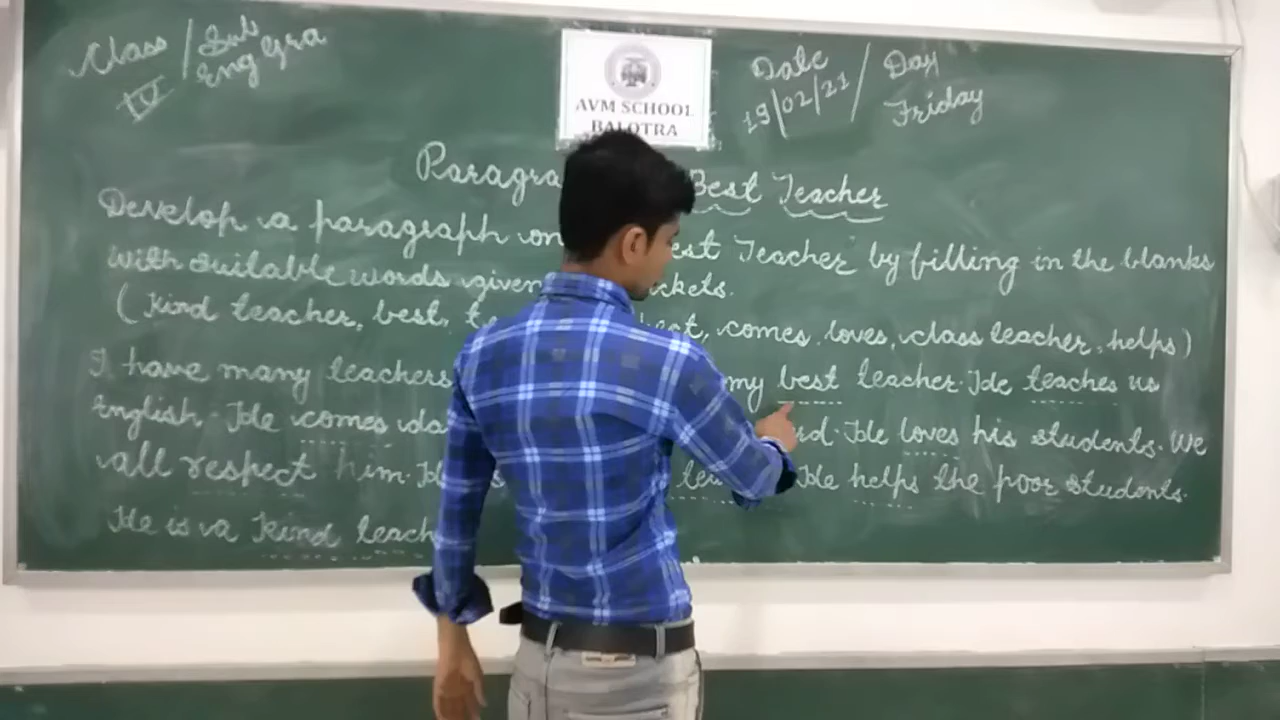 Class / Sub
IV Eng Gra
AVM SCHOOL
BALOTRA
Date / Day
19/02/21 Friday
Best Teacher
Develop a paragraph on Teacher" by filling in the blanks
with suitable words given
(Kind teacher, best, comes, loves, class teacher, helps)
I have many teachers my best teacher. He teaches us
English. He comes He loves his students. We
all respect him. He helps the poor students.
He is a Kind